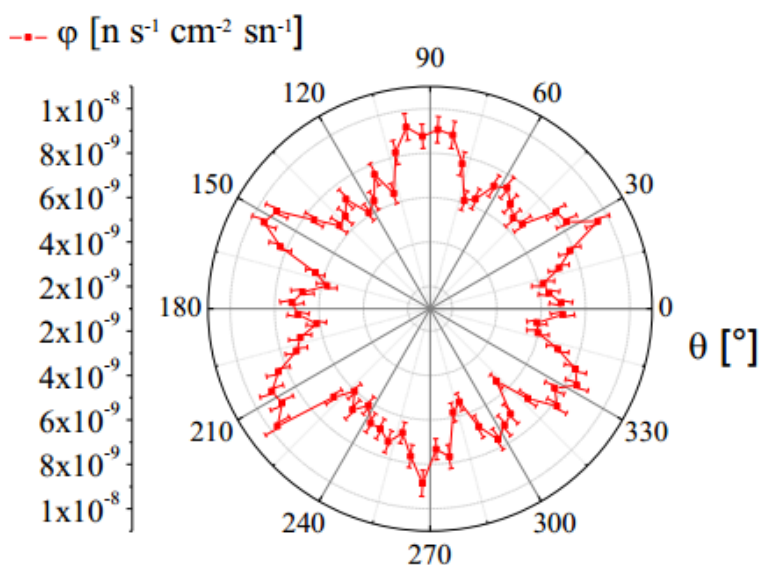 φ [n s⁻¹ cm⁻² sn⁻¹]
90
120
60
1x10⁻⁸
8x10⁻⁹
150
30
6x10⁻⁹
4x10⁻⁹
2x10⁻⁹
180
0
2x10⁻⁹
θ [°]
4x10⁻⁹
210
330
6x10⁻⁹
8x10⁻⁹
1x10⁻⁸
240
300
270